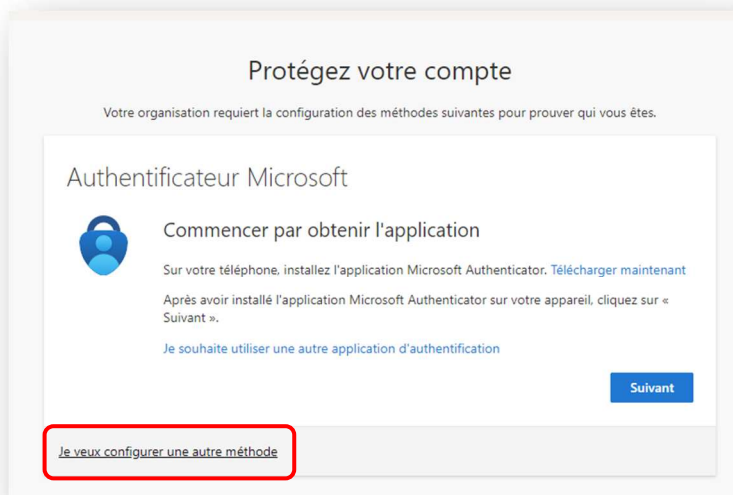 Protégez votre compte
Votre organisation requiert la configuration des méthodes suivantes pour prouver qui vous êtes.
Authentificateur Microsoft
Commencer par obtenir l'application
Sur votre téléphone, installez l'application Microsoft Authenticator. Télécharger maintenant
Après avoir installé l'application Microsoft Authenticator sur votre appareil, cliquez sur «
Suivant ».
Je souhaite utiliser une autre application d'authentification
Suivant
Je veux configurer une autre méthode